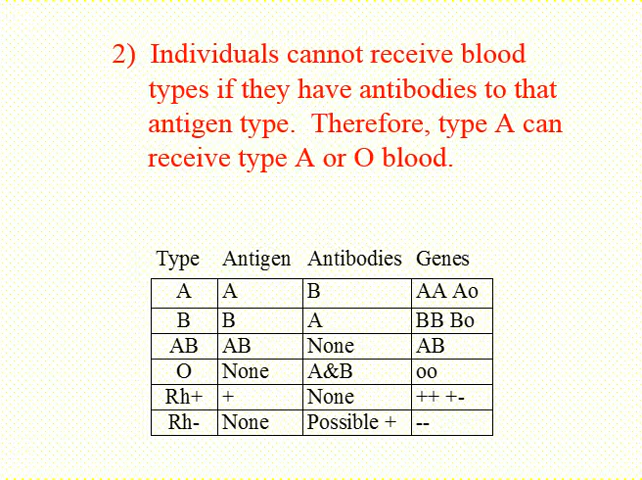 2) Individuals cannot receive blood
types if they have antibodies to that
antigen type. Therefore, type A can
receive type A or O blood.
Type Antigen Antibodies Genes
A A B AA Ao
B B A BB Bo
AB AB None AB
O None A&B oo
Rh+ + None ++ +-
Rh- None Possible + --